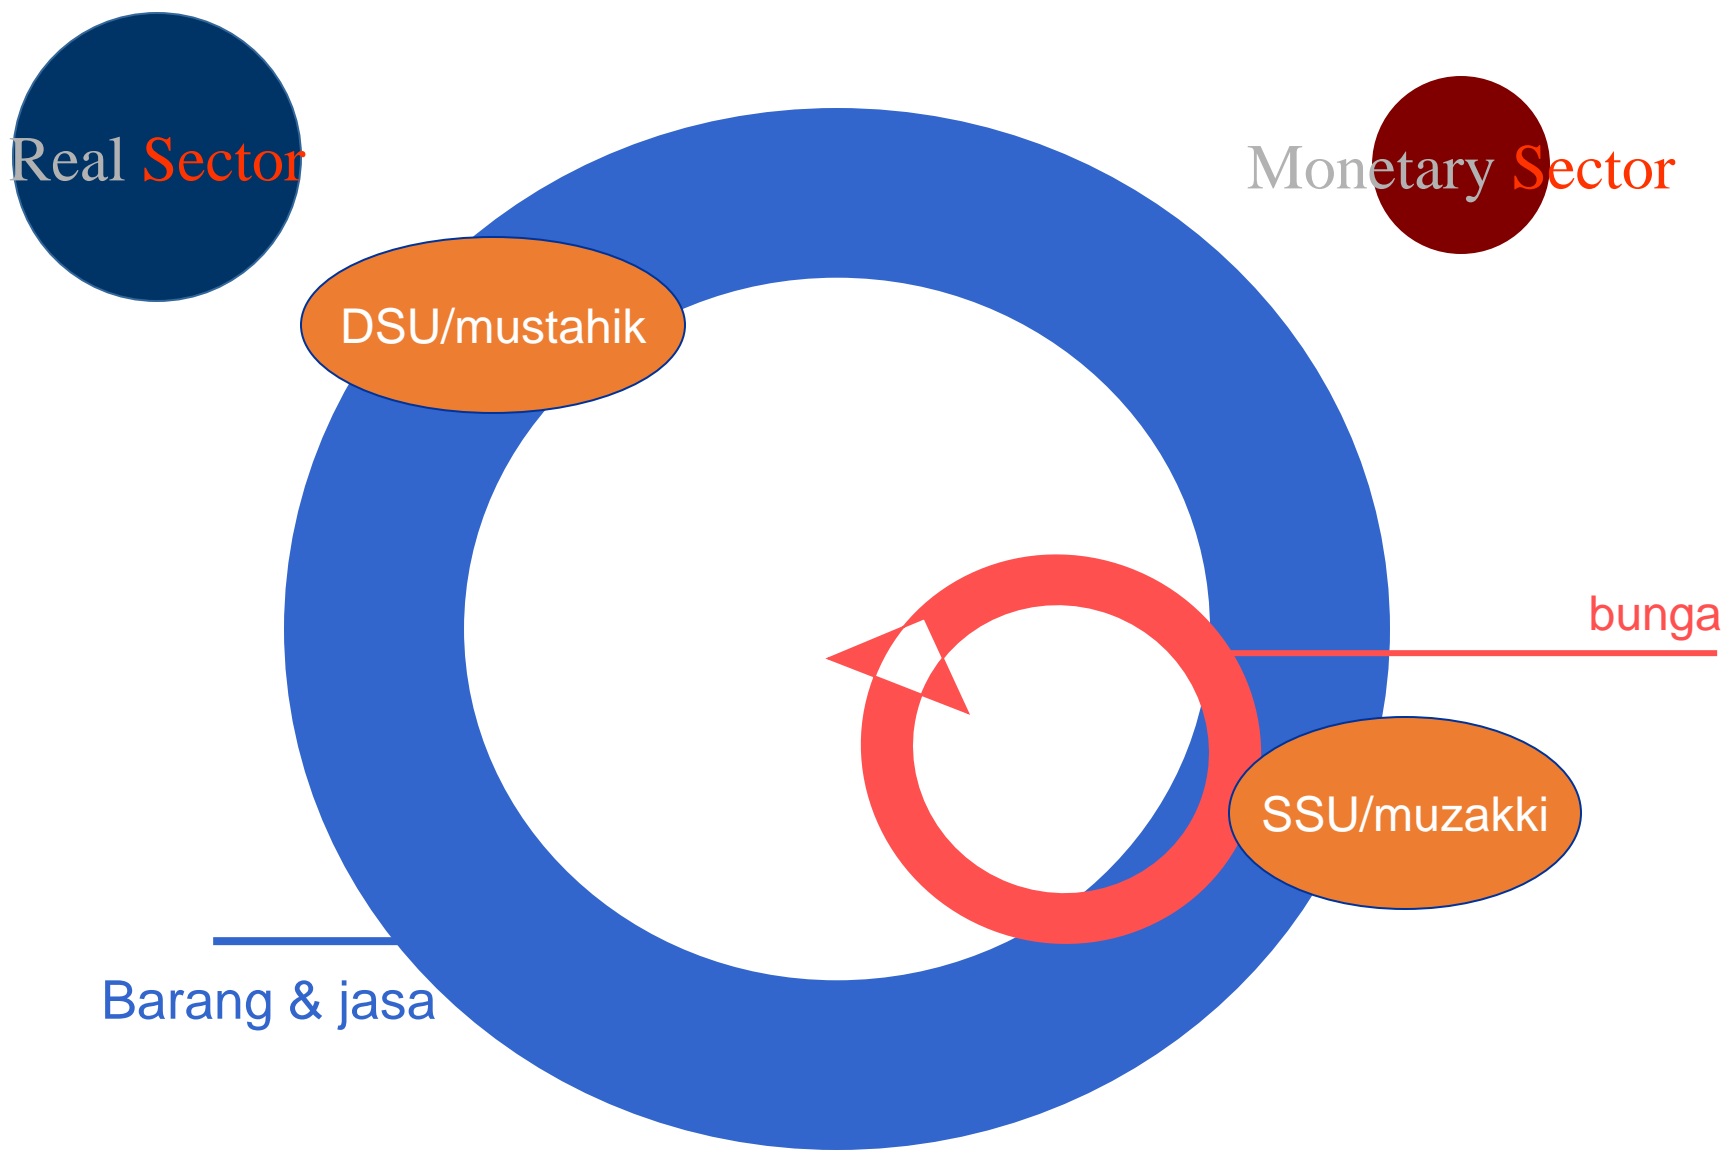 Real Sector
Monetary Sector
DSU/mustahik
bunga
SSU/muzakki
Barang & jasa